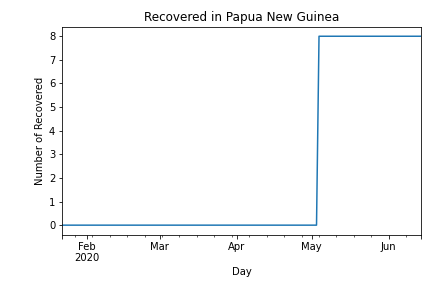 Recovered in Papua New Guinea
Number of Recovered
8
7
6
5
4
3
2
1
0
Feb
2020
Mar
Apr
May
Jun
Day